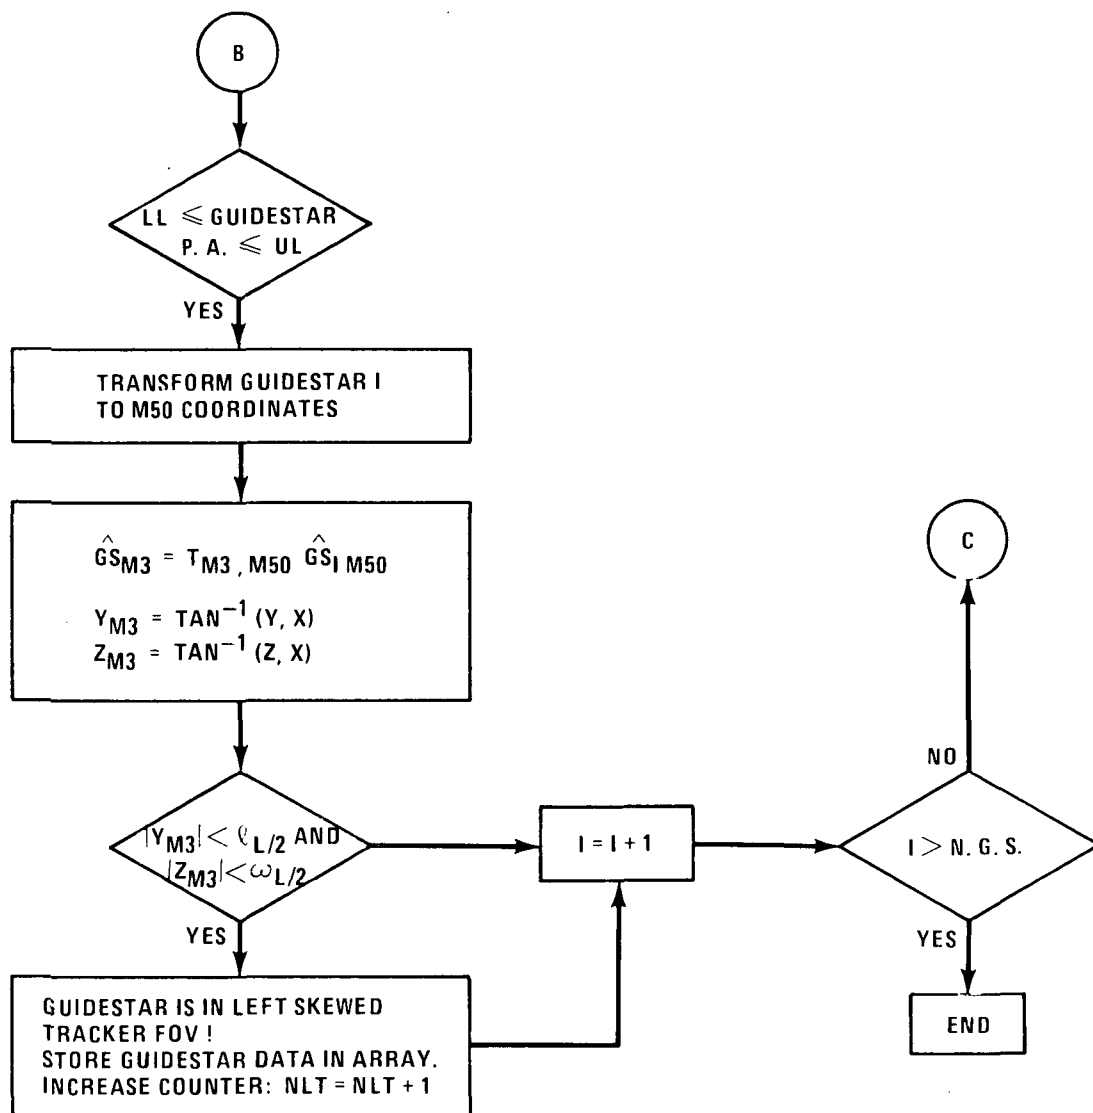 B
LL ⩽ GUIDESTAR
P. A. ⩽ UL
YES
TRANSFORM GUIDESTAR I
TO M50 COORDINATES
ĜS_M3 = T_M3, M50 ĜS_I M50
Y_M3 = TAN⁻¹ (Y, X)
Z_M3 = TAN⁻¹ (Z, X)
|Y_M3| < ℓ_L/2 AND
|Z_M3| < ω_L/2
YES
GUIDESTAR IS IN LEFT SKEWED
TRACKER FOV !
STORE GUIDESTAR DATA IN ARRAY.
INCREASE COUNTER: NLT = NLT + 1
I = I + 1
C
NO
I > N. G. S.
YES
END